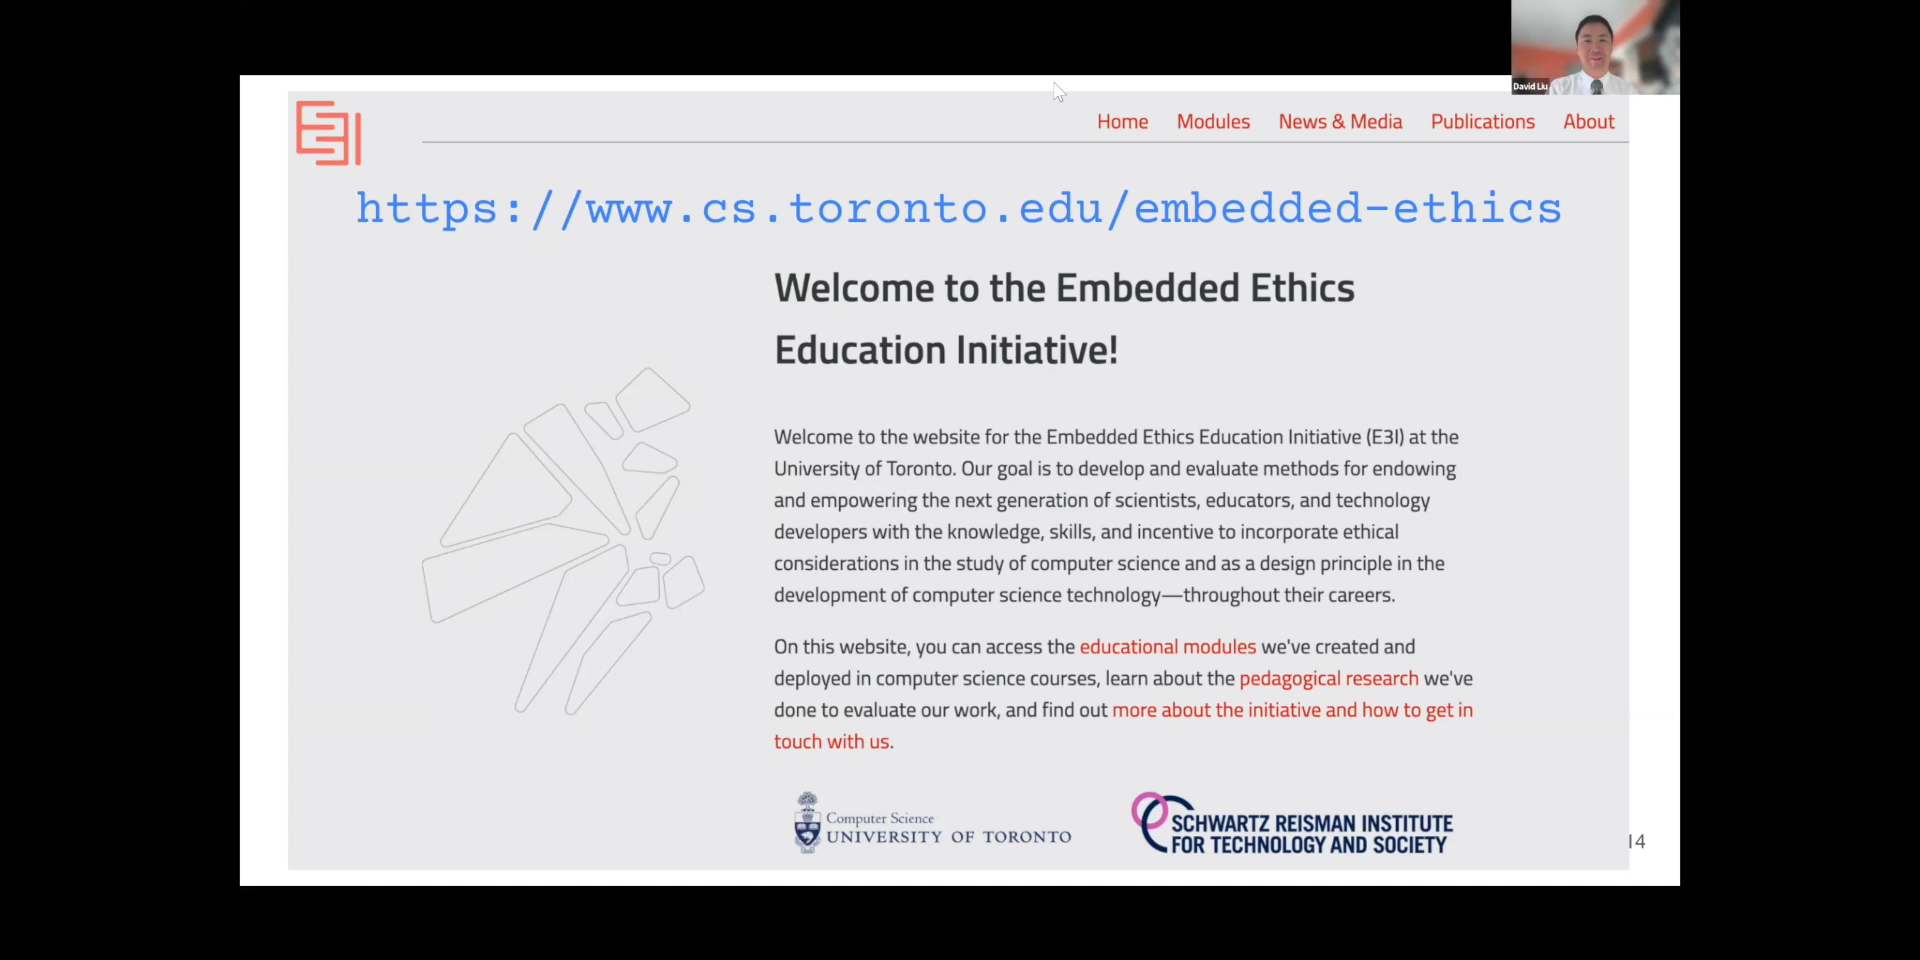 David Liu
E3I
Home Modules News & Media Publications About
https://www.cs.toronto.edu/embedded-ethics
Welcome to the Embedded Ethics
Education Initiative!
Welcome to the website for the Embedded Ethics Education Initiative (E3I) at the
University of Toronto. Our goal is to develop and evaluate methods for endowing
and empowering the next generation of scientists, educators, and technology
developers with the knowledge, skills, and incentive to incorporate ethical
considerations in the study of computer science and as a design principle in the
development of computer science technology—throughout their careers.
On this website, you can access the educational modules we've created and
deployed in computer science courses, learn about the pedagogical research we've
done to evaluate our work, and find out more about the initiative and how to get in
touch with us.
Computer Science
UNIVERSITY OF TORONTO
SCHWARTZ REISMAN INSTITUTE
FOR TECHNOLOGY AND SOCIETY
14